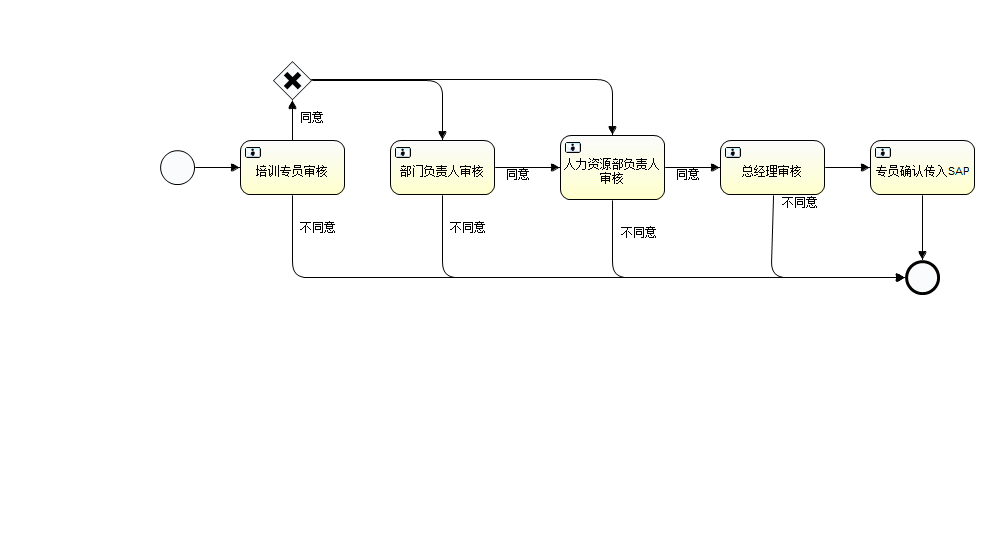 同意
培训专员审核
部门负责人审核
同意
人力资源部负责人
审核
同意
总经理审核
专员确认传入SAP
不同意
不同意
不同意
不同意